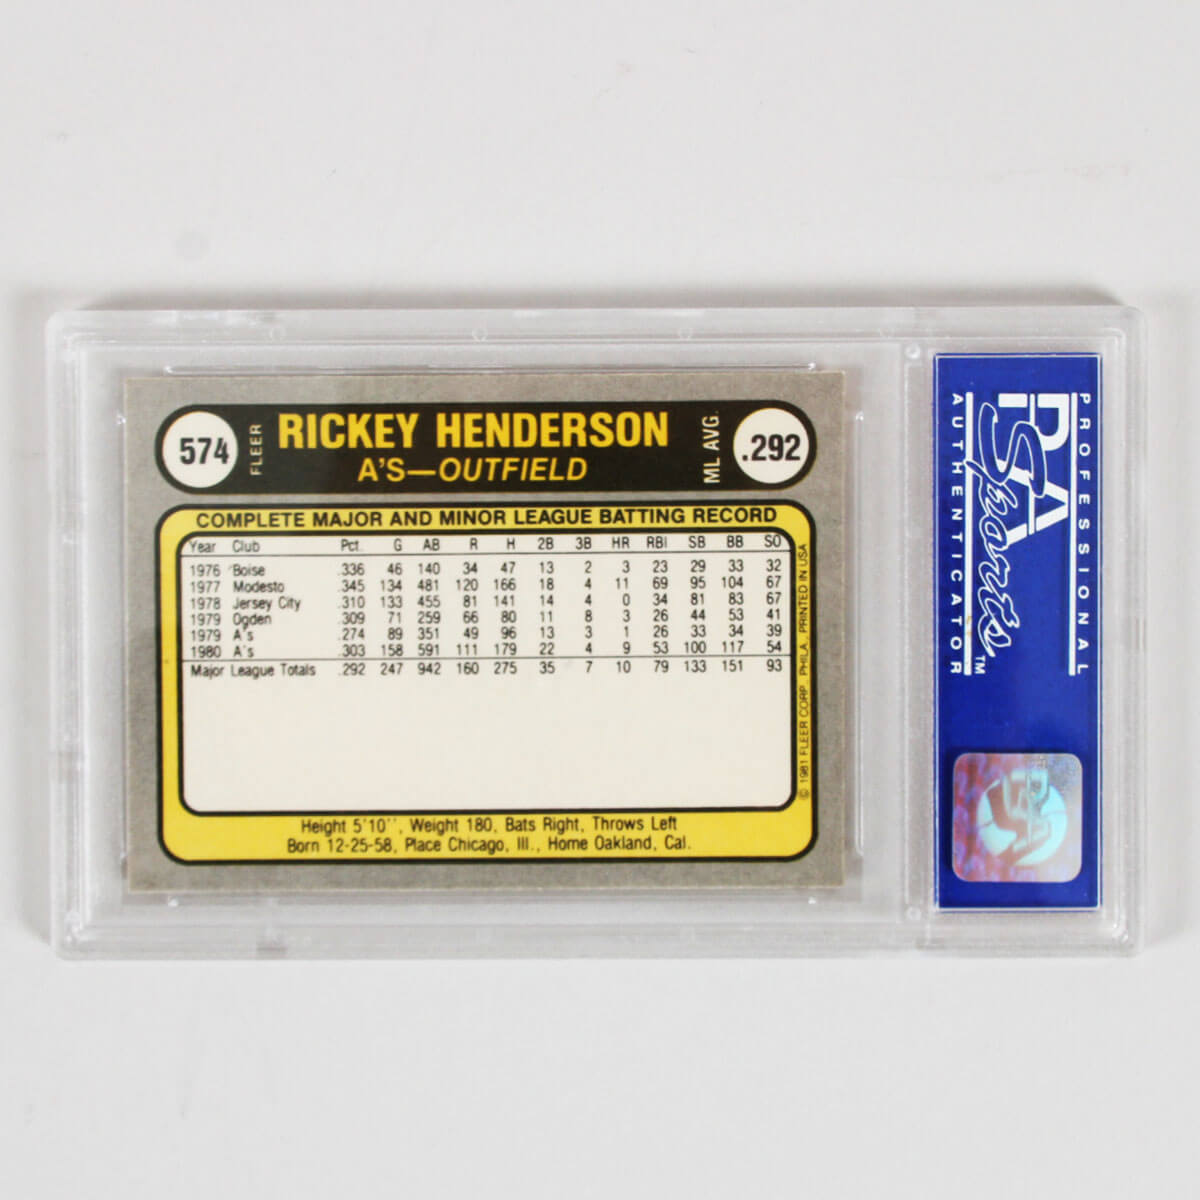 574 FLEER RICKEY HENDERSON ML AVG. .292
A'S—OUTFIELD
COMPLETE MAJOR AND MINOR LEAGUE BATTING RECORD
Year Club Pct. G AB R H 2B 3B HR RBI SB BB SO
1976 Boise .336 46 140 34 47 13 2 3 23 29 33 32
1977 Modesto .345 134 481 120 166 18 4 11 69 95 104 67
1978 Jersey City .310 133 455 81 141 14 4 0 34 81 83 67
1979 Ogden .309 71 259 66 80 11 8 3 26 44 53 41
1979 A's .274 89 351 49 96 13 3 1 26 33 34 39
1980 A's .303 158 591 111 179 22 4 9 53 100 117 54
Major League Totals .292 247 942 160 275 35 7 10 79 133 151 93
Height 5'10'', Weight 180, Bats Right, Throws Left
Born 12-25-58, Place Chicago, Ill., Home Oakland, Cal.
© 1981 FLEER CORP., PHILA., PRINTED IN USA
PROFESSIONAL
PSA
Sports™
AUTHENTICATOR